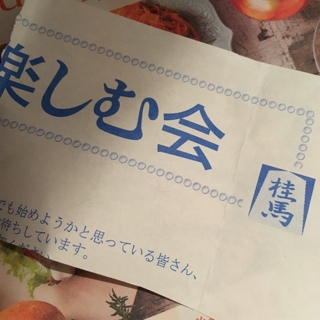 楽しむ会
桂馬
でも始めようかと思っている皆さん、
待ちしています。